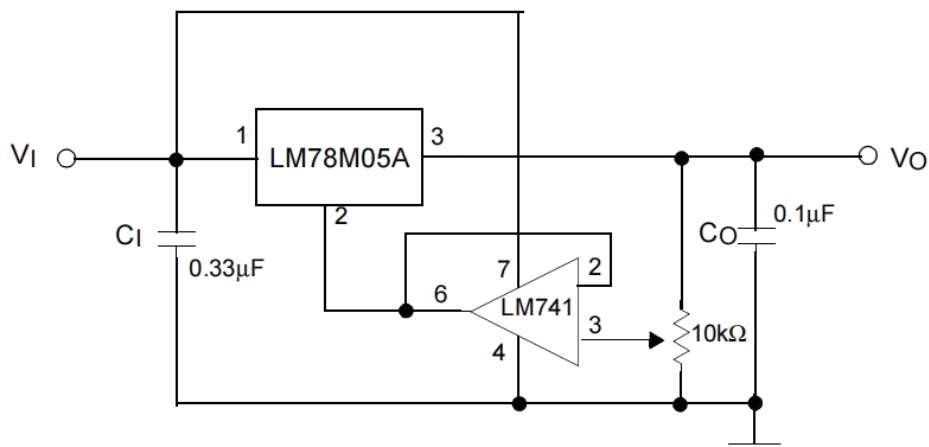 1
3
LM78M05A
VI
VO
2
CI
0.33µF
CO
0.1µF
7
2
6
LM741
3
4
10kΩ